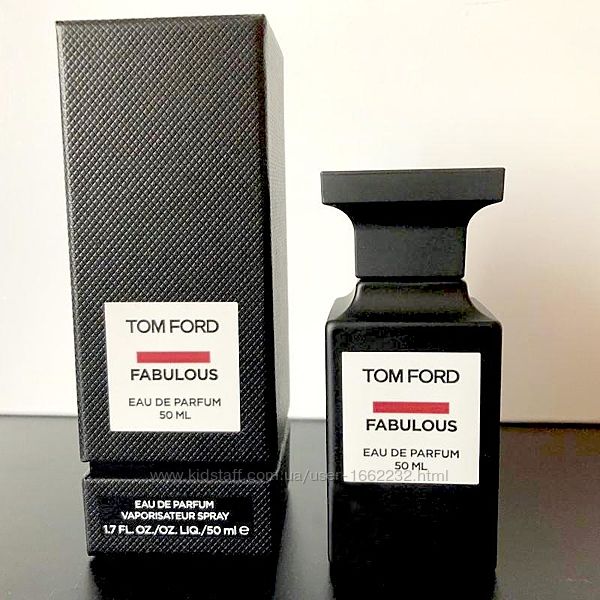 TOM FORD
FABULOUS
EAU DE PARFUM
50 ML
EAU DE PARFUM
VAPORISATEUR SPRAY
1.7 FL. OZ./OZ. LIQ./50 ml e
TOM FORD
FABULOUS
EAU DE PARFUM
50 ML
www.kidstaff.com.ua/user-1662232.html